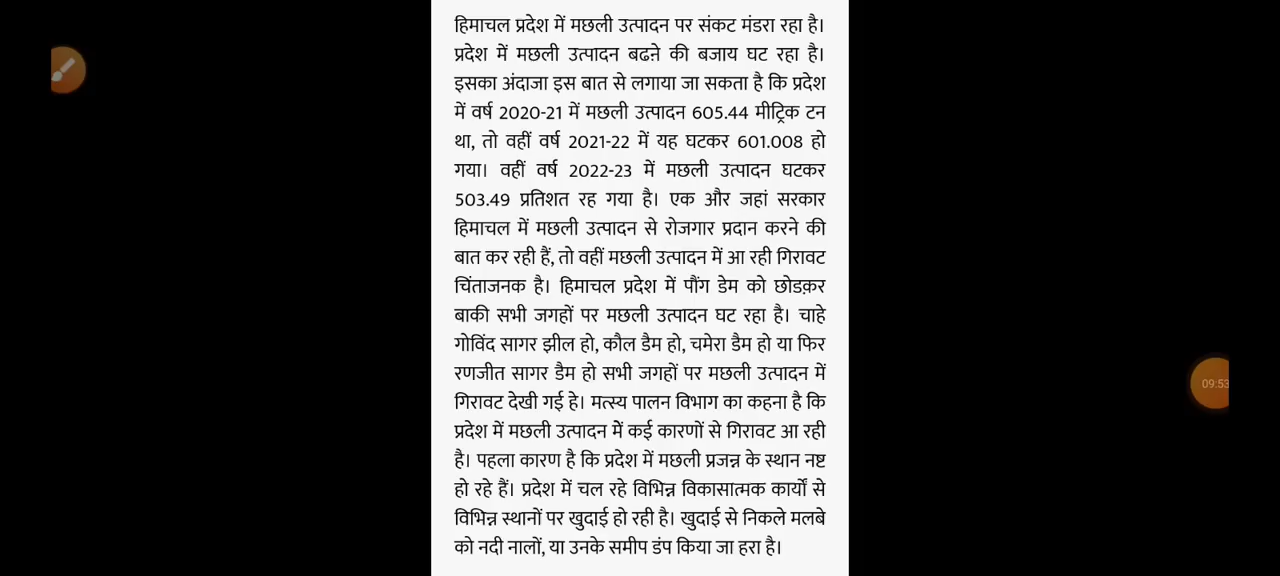 हिमाचल प्रदेश में मछली उत्पादन पर संकट मंडरा रहा है।
प्रदेश में मछली उत्पादन बढऩे की बजाय घट रहा है।
इसका अंदाजा इस बात से लगाया जा सकता है कि प्रदेश
में वर्ष 2020-21 में मछली उत्पादन 605.44 मीट्रिक टन
था, तो वहीं वर्ष 2021-22 में यह घटकर 601.008 हो
गया। वहीं वर्ष 2022-23 में मछली उत्पादन घटकर
503.49 प्रतिशत रह गया है। एक और जहां सरकार
हिमाचल में मछली उत्पादन से रोजगार प्रदान करने की
बात कर रही हैं, तो वहीं मछली उत्पादन में आ रही गिरावट
चिंताजनक है। हिमाचल प्रदेश में पौंग डेम को छोडक़र
बाकी सभी जगहों पर मछली उत्पादन घट रहा है। चाहे
गोविंद सागर झील हो, कौल डैम हो, चमेरा डैम हो या फिर
रणजीत सागर डैम हो सभी जगहों पर मछली उत्पादन में
गिरावट देखी गई हे। मत्स्य पालन विभाग का कहना है कि
प्रदेश में मछली उत्पादन में कई कारणों से गिरावट आ रही
है। पहला कारण है कि प्रदेश में मछली प्रजन्न के स्थान नष्ट
हो रहे हैं। प्रदेश में चल रहे विभिन्न विकासात्मक कार्यों से
विभिन्न स्थानों पर खुदाई हो रही है। खुदाई से निकले मलबे
को नदी नालों, या उनके समीप डंप किया जा हरा है।
09:53